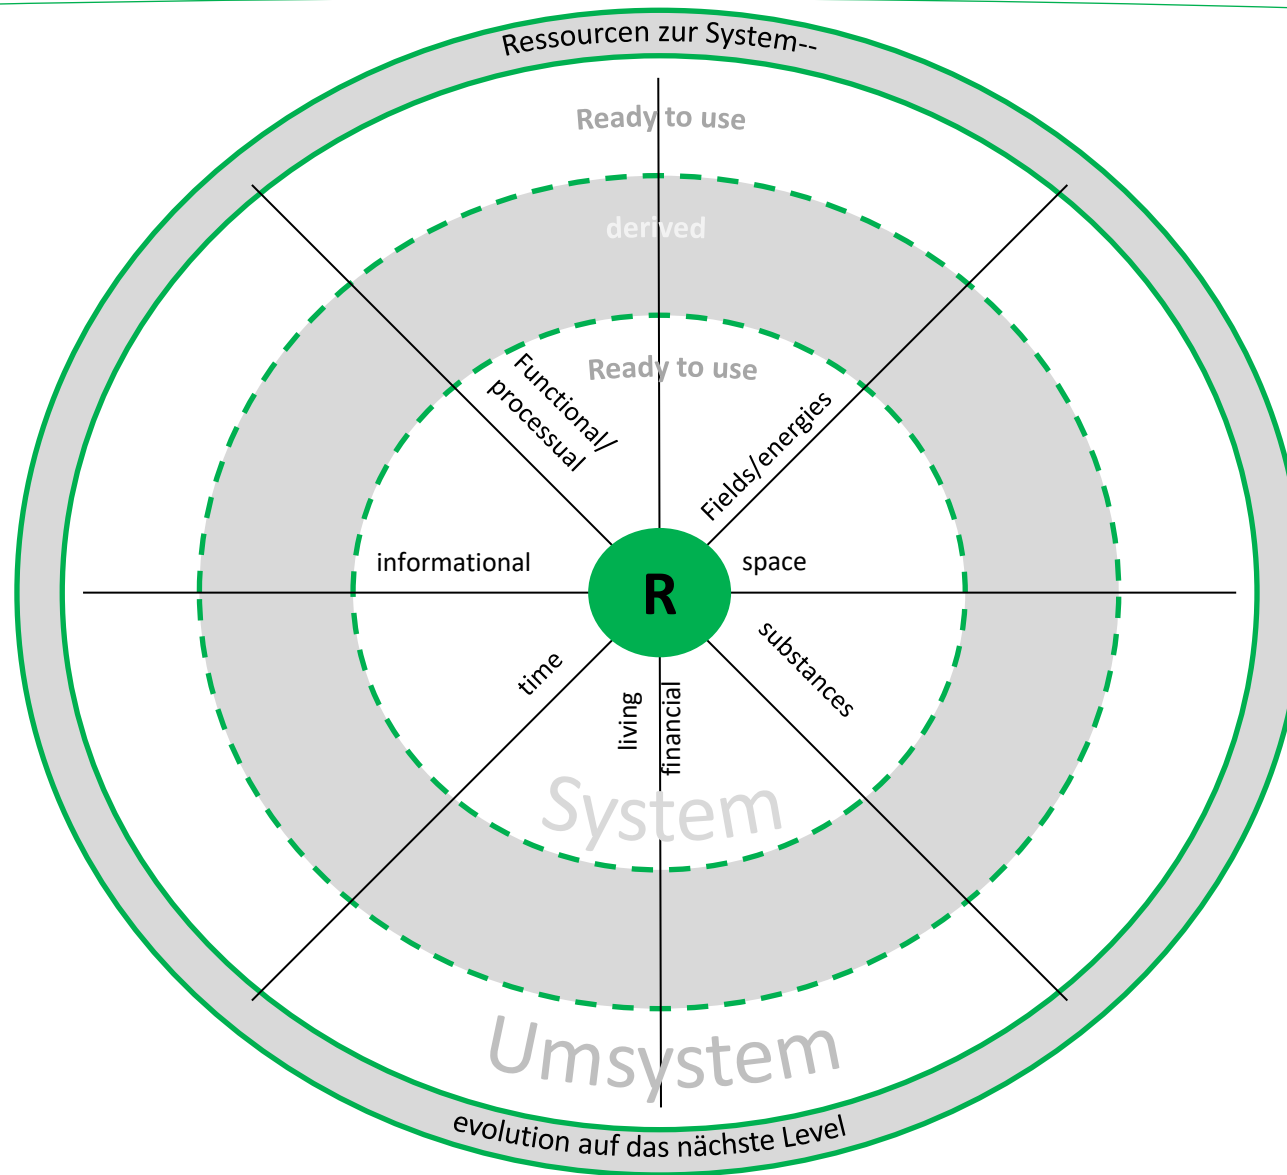 Ressourcen zur System--
Ready to use
derived
Ready to use
Functional/
processual
Fields/energies
informational
space
R
time
living
financial
substances
System
Umsystem
evolution auf das nächste Level